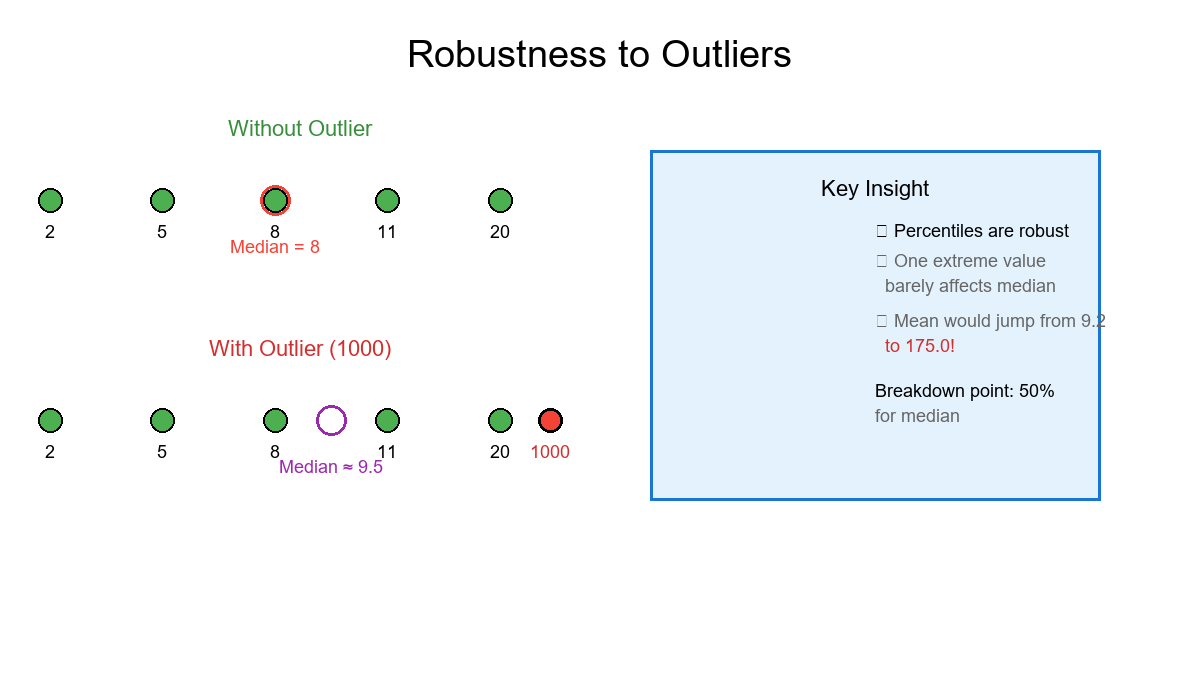 Robustness to Outliers
Without Outlier
2 5 8 11 20
Median = 8
With Outlier (1000)
2 5 8 11 20 1000
Median ≈ 9.5
Key Insight
□ Percentiles are robust
□ One extreme value
barely affects median
□ Mean would jump from 9.2
to 175.0!
Breakdown point: 50%
for median